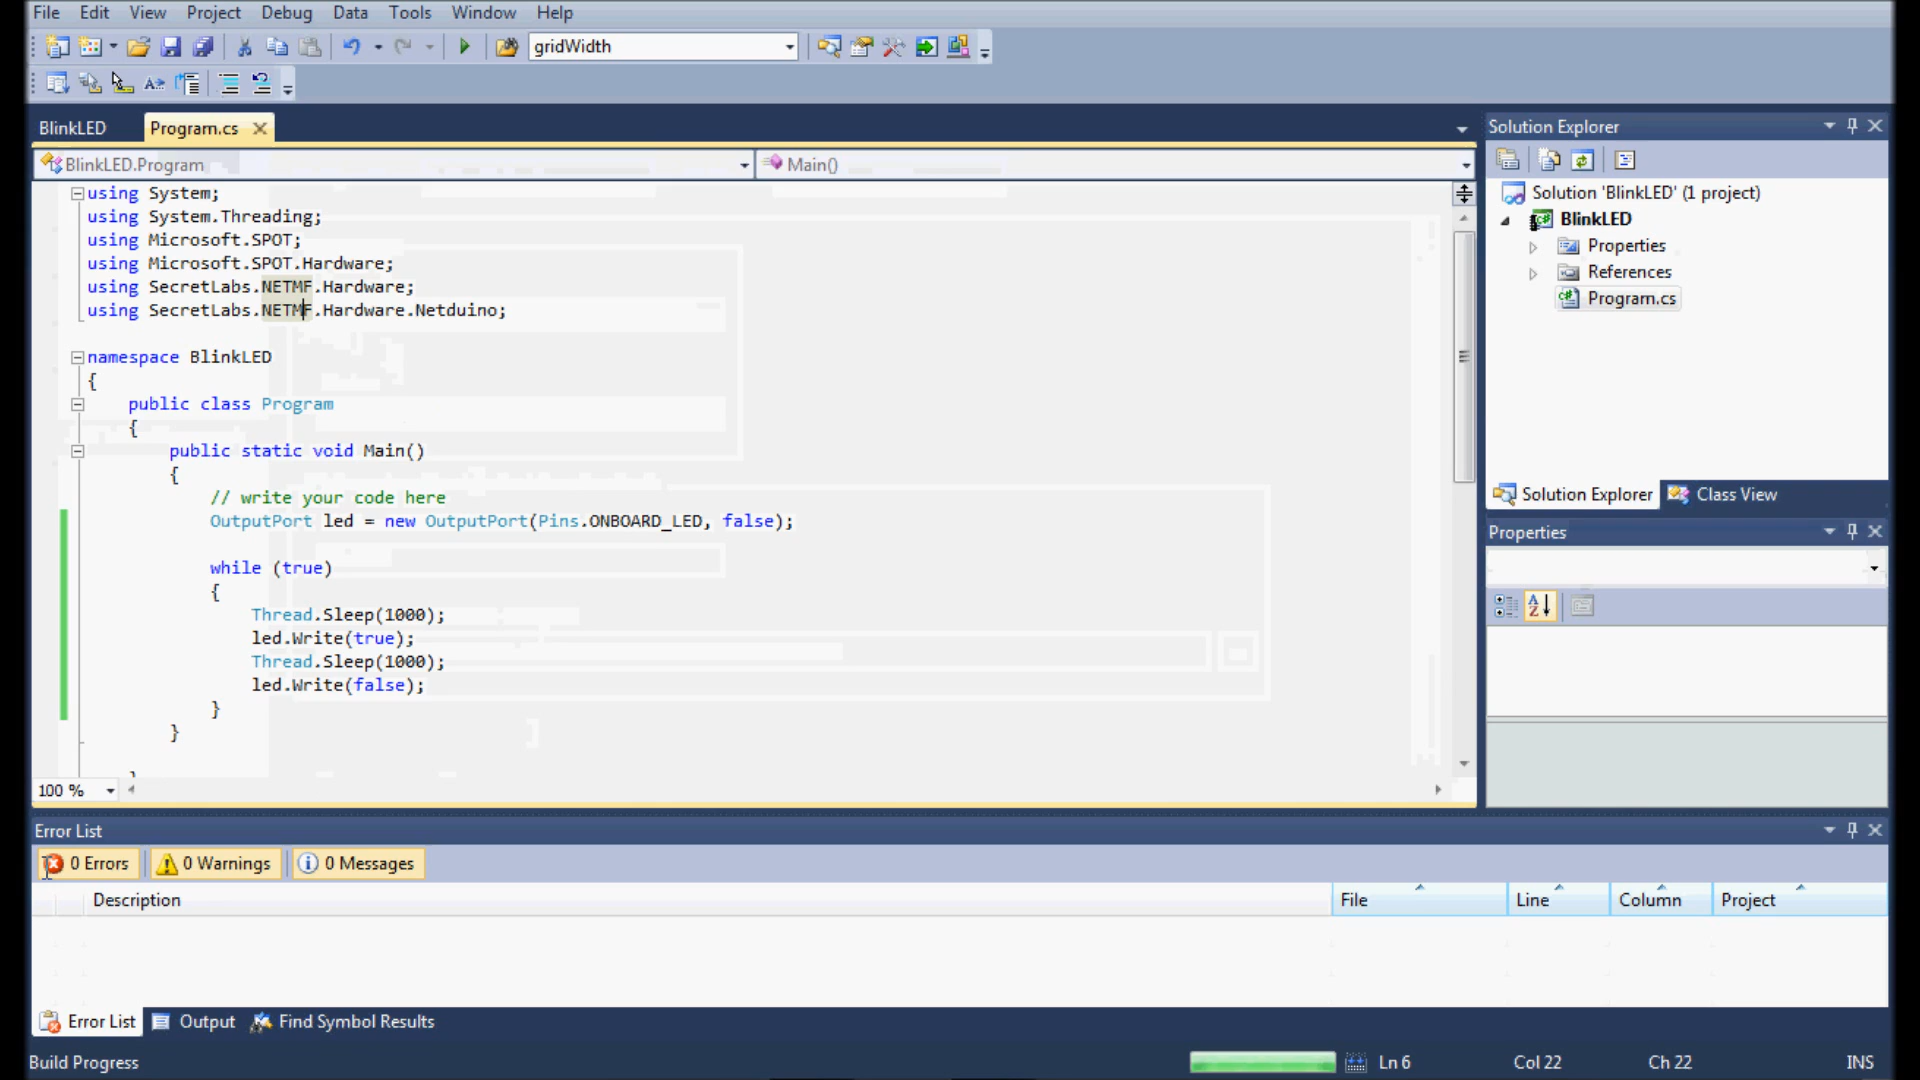 File Edit View Project Debug Data Tools Window Help
gridWidth
BlinkLED Program.cs
BlinkLED.Program Main()
using System;
using System.Threading;
using Microsoft.SPOT;
using Microsoft.SPOT.Hardware;
using SecretLabs.NETMF.Hardware;
using SecretLabs.NETMF.Hardware.Netduino;
namespace BlinkLED
{
public class Program
{
public static void Main()
{
// write your code here
OutputPort led = new OutputPort(Pins.ONBOARD_LED, false);
while (true)
{
Thread.Sleep(1000);
led.Write(true);
Thread.Sleep(1000);
led.Write(false);
}
}
}
100 %
Solution Explorer
Solution 'BlinkLED' (1 project)
BlinkLED
Properties
References
Program.cs
Solution Explorer Class View
Properties
Error List
0 Errors 0 Warnings 0 Messages
Description File Line Column Project
Error List Output Find Symbol Results
Build Progress Ln 6 Col 22 Ch 22 INS